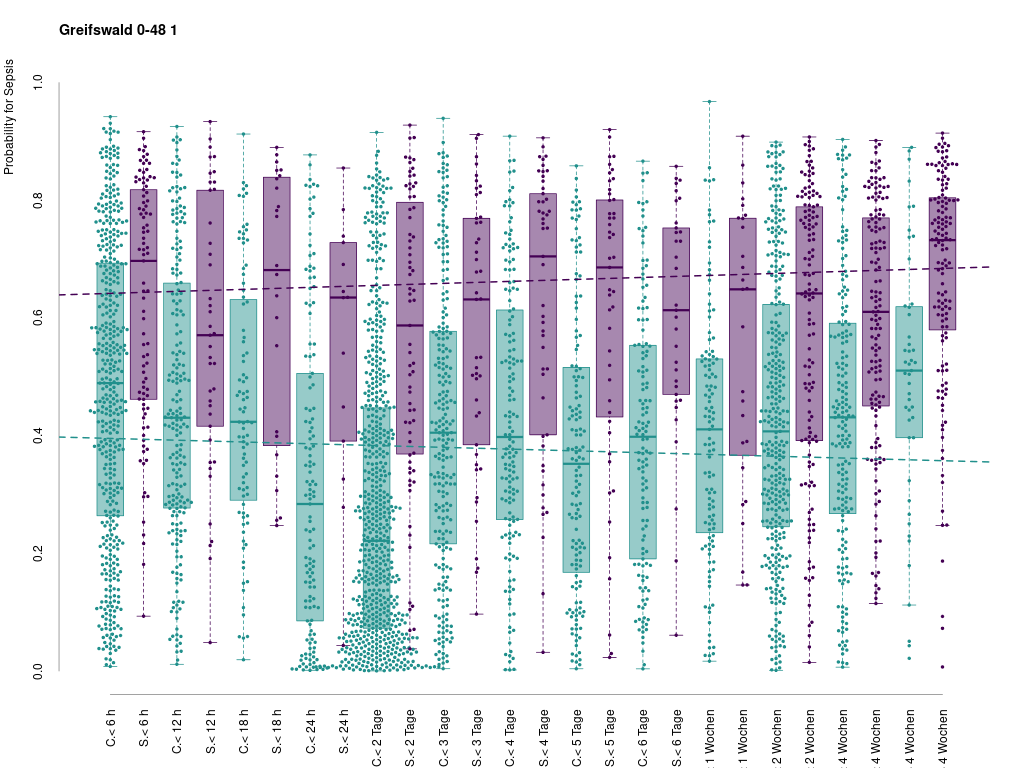 Greifswald 0-48 1
Probability for Sepsis
1.0
0.8
0.6
0.4
0.2
0.0
C.< 6 h
S.< 6 h
C.< 12 h
S.< 12 h
C.< 18 h
S.< 18 h
C.< 24 h
S.< 24 h
C.< 2 Tage
S.< 2 Tage
C.< 3 Tage
S.< 3 Tage
C.< 4 Tage
S.< 4 Tage
C.< 5 Tage
S.< 5 Tage
C.< 6 Tage
S.< 6 Tage
1 Wochen
1 Wochen
2 Wochen
2 Wochen
4 Wochen
4 Wochen
4 Wochen
4 Wochen